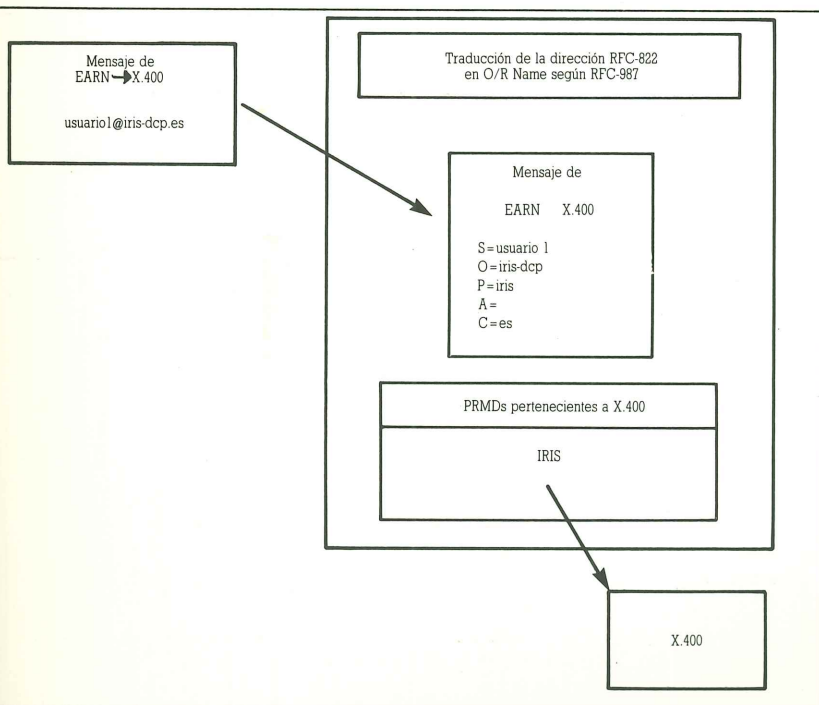 Mensaje de
EARN→X.400
usuario1@iris-dcp.es
Traducción de la dirección RFC-822
en O/R Name según RFC-987
Mensaje de
EARN X.400
S=usuario 1
O=iris-dcp
P=iris
A=
C=es
PRMDs pertenecientes a X.400
IRIS
X.400